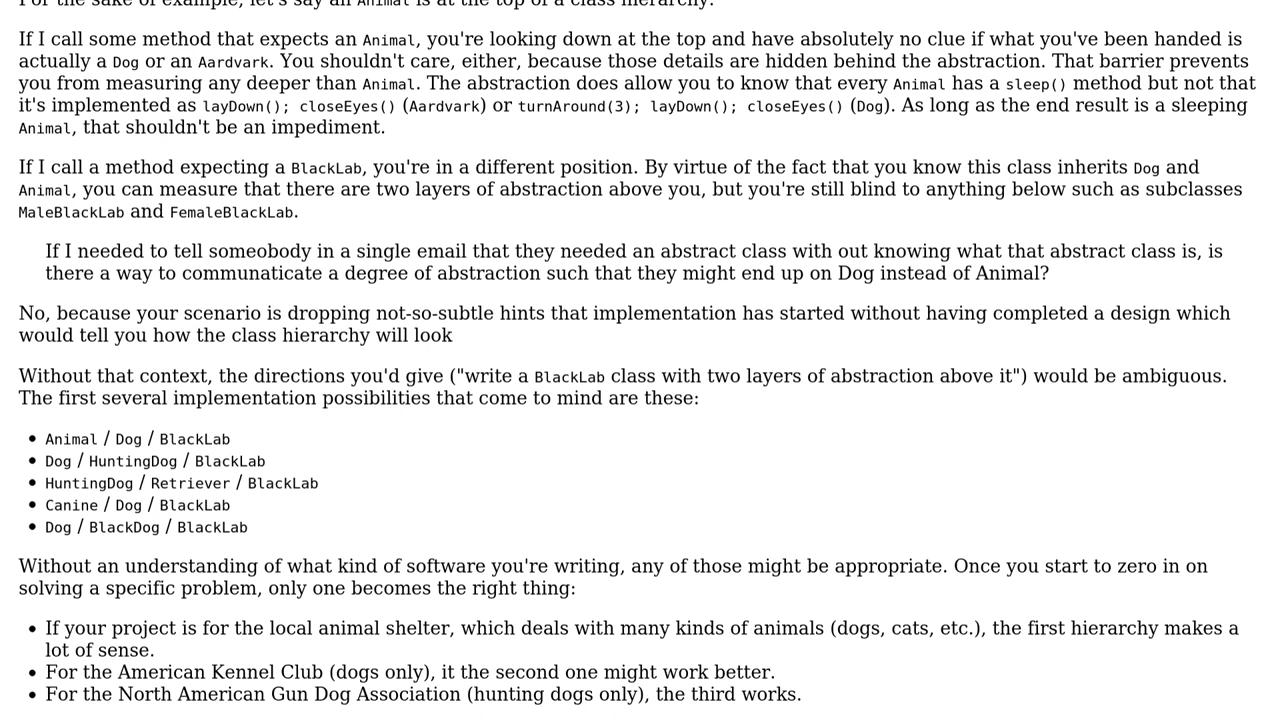 For the sake of example, let's say an Animal is at the top of a class hierarchy.
If I call some method that expects an Animal, you're looking down at the top and have absolutely no clue if what you've been handed is
actually a Dog or an Aardvark. You shouldn't care, either, because those details are hidden behind the abstraction. That barrier prevents
you from measuring any deeper than Animal. The abstraction does allow you to know that every Animal has a sleep() method but not that
it's implemented as layDown(); closeEyes() (Aardvark) or turnAround(3); layDown(); closeEyes() (Dog). As long as the end result is a sleeping
Animal, that shouldn't be an impediment.
If I call a method expecting a BlackLab, you're in a different position. By virtue of the fact that you know this class inherits Dog and
Animal, you can measure that there are two layers of abstraction above you, but you're still blind to anything below such as subclasses
MaleBlackLab and FemaleBlackLab.
If I needed to tell someobody in a single email that they needed an abstract class with out knowing what that abstract class is, is
there a way to communaticate a degree of abstraction such that they might end up on Dog instead of Animal?
No, because your scenario is dropping not-so-subtle hints that implementation has started without having completed a design which
would tell you how the class hierarchy will look
Without that context, the directions you'd give ("write a BlackLab class with two layers of abstraction above it") would be ambiguous.
The first several implementation possibilities that come to mind are these:
• Animal / Dog / BlackLab
• Dog / HuntingDog / BlackLab
• HuntingDog / Retriever / BlackLab
• Canine / Dog / BlackLab
• Dog / BlackDog / BlackLab
Without an understanding of what kind of software you're writing, any of those might be appropriate. Once you start to zero in on
solving a specific problem, only one becomes the right thing:
• If your project is for the local animal shelter, which deals with many kinds of animals (dogs, cats, etc.), the first hierarchy makes a
lot of sense.
• For the American Kennel Club (dogs only), it the second one might work better.
• For the North American Gun Dog Association (hunting dogs only), the third works.